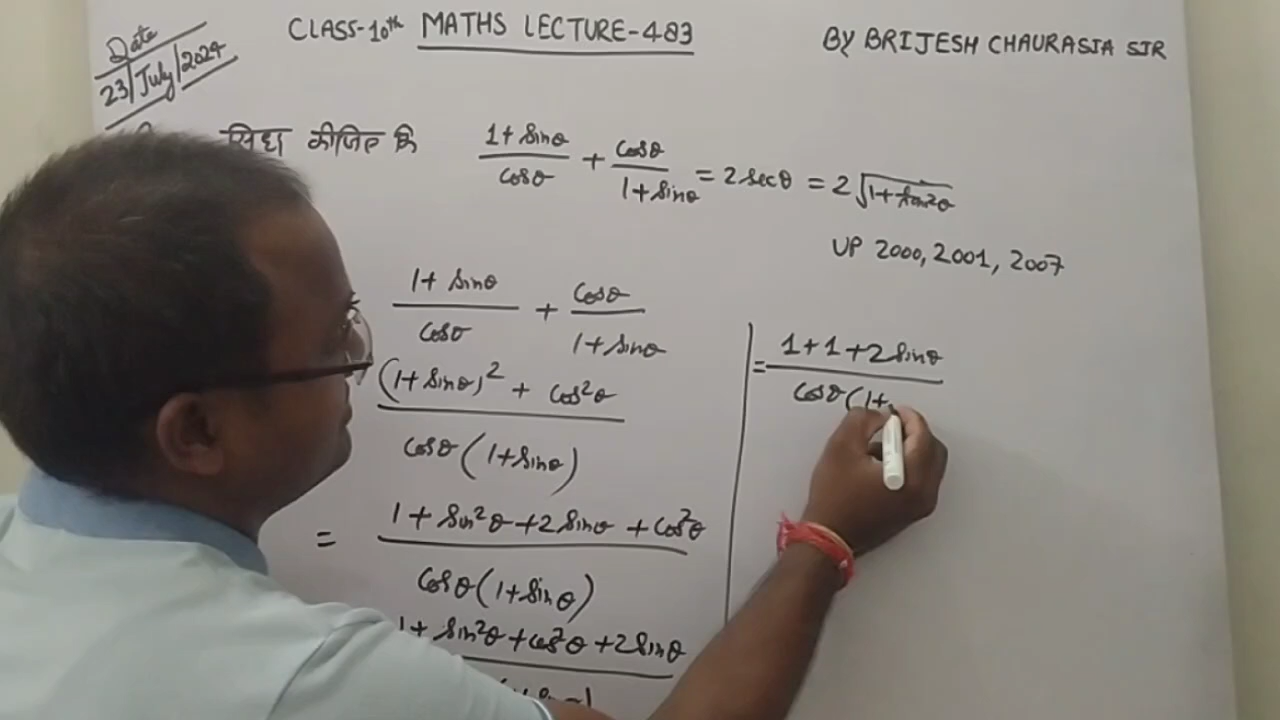 CLASS-10th MATHS LECTURE-483
BY BRIJESH CHAURASIA SIR
Date
23/July/2024
सिद्ध कीजिए कि (1+sinθ)/cosθ + cosθ/(1+sinθ) = 2secθ = 2√(1+tan²θ)
UP 2000, 2001, 2007
(1+sinθ)/cosθ + cosθ/(1+sinθ)
((1+sinθ)² + cos²θ)/(cosθ(1+sinθ))
= (1+sin²θ+2sinθ+cos²θ)/(cosθ(1+sinθ))
1+sin²θ+cos²θ+2sinθ
= (1+1+2sinθ)/(cosθ(1+